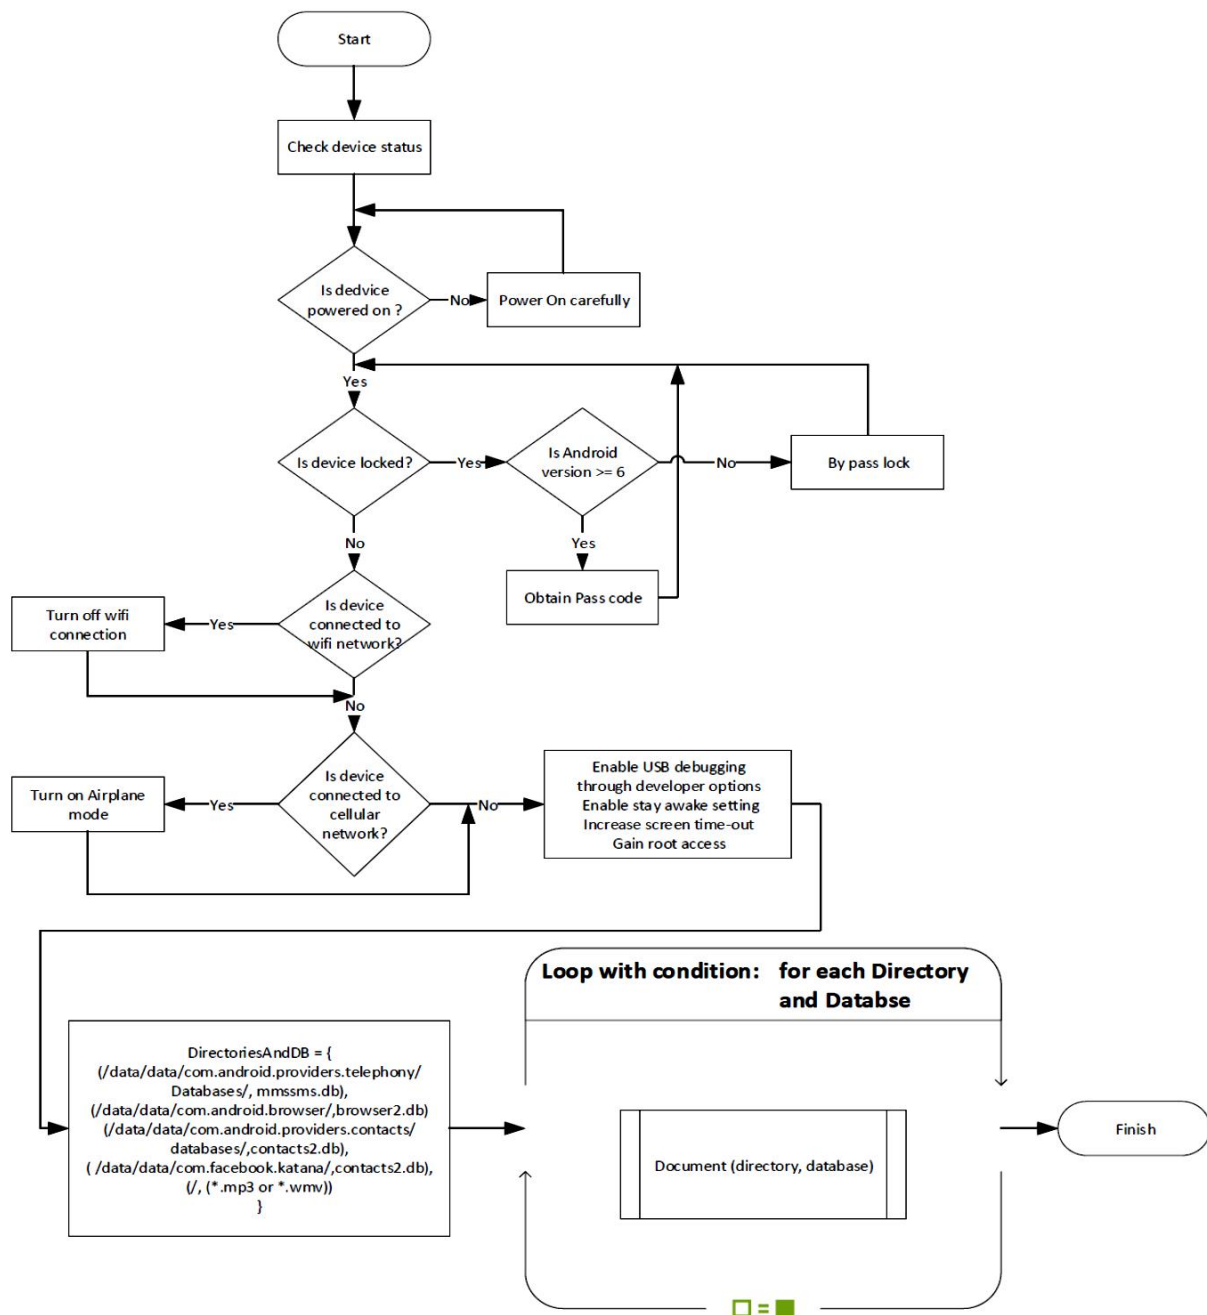 Start
Check device status
Is dedvice
powered on ?
No
Power On carefully
Yes
Is device locked?
Yes
Is Android
version >= 6
No
By pass lock
No
Yes
Obtain Pass code
Turn off wifi
connection
Yes
Is device
connected to
wifi network?
No
Turn on Airplane
mode
Yes
Is device
connected to
cellular
network?
No
Enable USB debugging
through developer options
Enable stay awake setting
Increase screen time-out
Gain root access
Loop with condition: for each Directory
and Databse
DirectoriesAndDB = {
(/data/data/com.android.providers.telephony/
Databases/, mmssms.db),
(/data/data/com.android.browser/,browser2.db)
(/data/data/com.android.providers.contacts/
databases/,contacts2.db),
( /data/data/com.facebook.katana/,contacts2.db),
(/, (*.mp3 or *.wmv))
}
Document (directory, database)
Finish